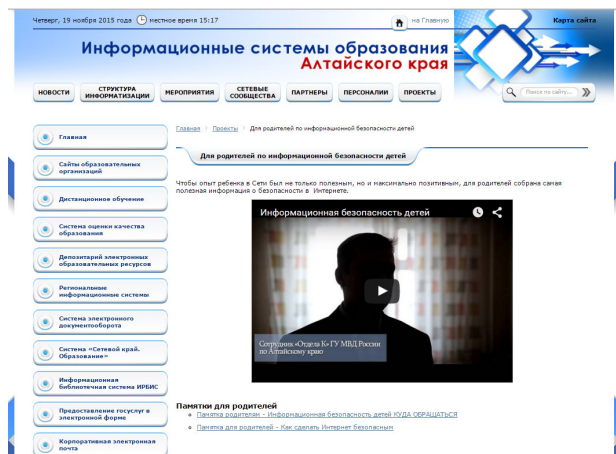 Четверг, 19 ноября 2015 года местное время 15:17
на Главную
Карта сайта
Информационные системы образования
Алтайского края
НОВОСТИ
СТРУКТУРА
ИНФОРМАТИЗАЦИИ
МЕРОПРИЯТИЯ
СЕТЕВЫЕ
СООБЩЕСТВА
ПАРТНЕРЫ
ПЕРСОНАЛИИ
ПРОЕКТЫ
Поиск по сайту...
Главная
Сайты образовательных
организаций
Дистанционное обучение
Система оценки качества
образования
Депозитарий электронных
образовательных ресурсов
Региональные
информационные системы
Система электронного
документооборота
Система «Сетевой край.
Образование»
Информационная
библиотечная система ИРБИС
Предоставление госуслуг в
электронной форме
Корпоративная электронная
почта
Главная Проекты Для родителей по информационной безопасности детей
Для родителей по информационной безопасности детей
Чтобы опыт ребенка в Сети был не только полезным, но и максимально позитивным, для родителей собрана самая
полезная информация о безопасности в Интернете.
Информационная безопасность детей
Сотрудник «Отдела К» ГУ МВД России
по Алтайскому краю
Памятки для родителей
Памятка родителям - Информационная безопасность детей КУДА ОБРАЩАТЬСЯ
Памятка для родителей - Как сделать Интернет безопасным